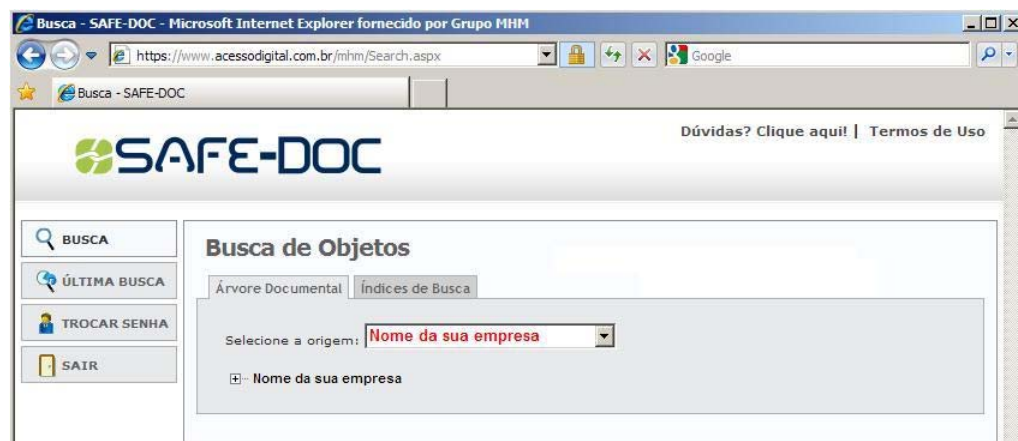 Busca - SAFE-DOC - Microsoft Internet Explorer fornecido por Grupo MHM
https://www.acessodigital.com.br/mhm/Search.aspx
Google
Busca - SAFE-DOC
Dúvidas? Clique aqui! | Termos de Uso
SAFE-DOC
BUSCA
ÚLTIMA BUSCA
TROCAR SENHA
SAIR
Busca de Objetos
Árvore Documental
Índices de Busca
Selecione a origem: Nome da sua empresa
Nome da sua empresa